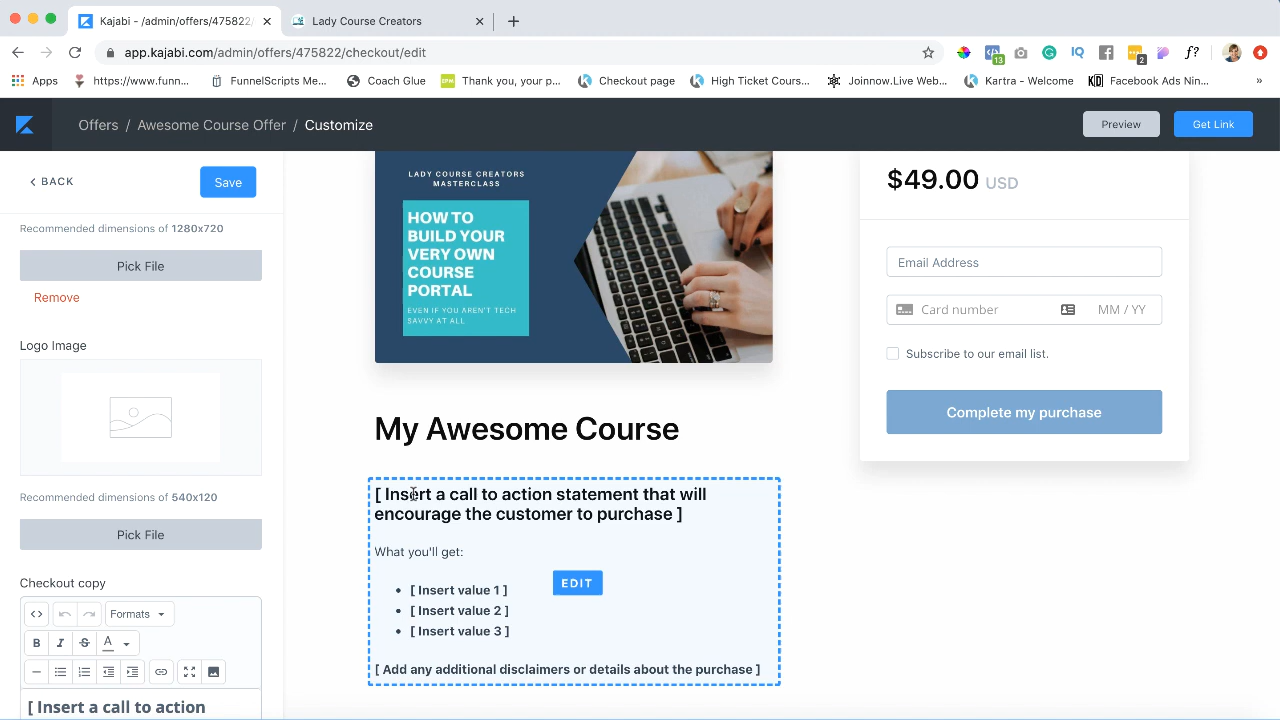 Kajabi - /admin/offers/475822/
Lady Course Creators
app.kajabi.com/admin/offers/475822/checkout/edit
13
2
f?
Apps
https://www.funn...
FunnelScripts Me...
Coach Glue
Thank you, your p...
Checkout page
High Ticket Cours...
Joinnow.Live Web...
Kartra - Welcome
Facebook Ads Nin...
»
Offers / Awesome Course Offer / Customize
Preview
Get Link
BACK
Save
Recommended dimensions of 1280x720
Pick File
Remove
Logo Image
Recommended dimensions of 540x120
Pick File
Checkout copy
Formats
B I S A
[ Insert a call to action
LADY COURSE CREATORS
MASTERCLASS
HOW TO
BUILD YOUR
VERY OWN
COURSE
PORTAL
EVEN IF YOU AREN'T TECH
SAVVY AT ALL
My Awesome Course
[ Insert a call to action statement that will
encourage the customer to purchase ]
What you'll get:
[ Insert value 1 ]
EDIT
[ Insert value 2 ]
[ Insert value 3 ]
[ Add any additional disclaimers or details about the purchase ]
$49.00 USD
Email Address
Card number
MM / YY
Subscribe to our email list.
Complete my purchase